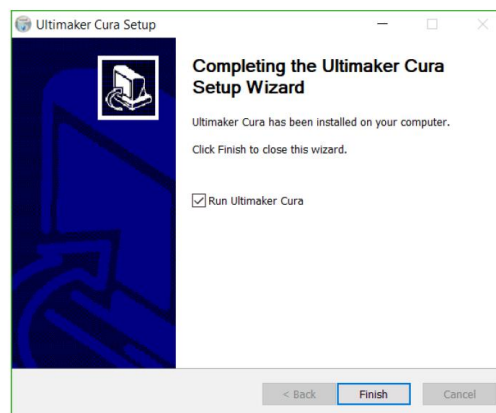 Ultimaker Cura Setup
Completing the Ultimaker Cura
Setup Wizard
Ultimaker Cura has been installed on your computer.
Click Finish to close this wizard.
Run Ultimaker Cura
< Back
Finish
Cancel